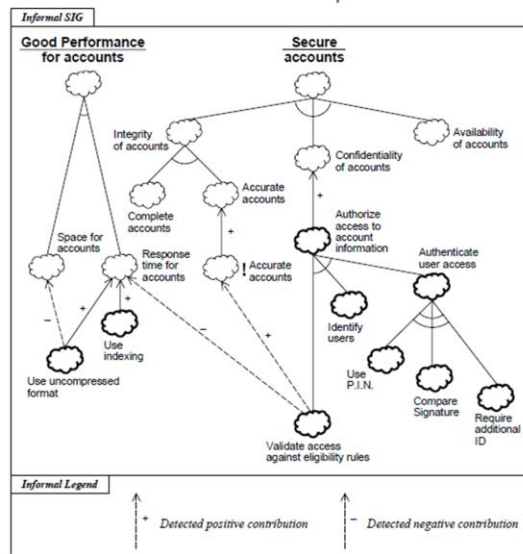 Informal SIG
Good Performance
for accounts
Secure
accounts
Integrity
of accounts
Availability
of accounts
Confidentiality
of accounts
Complete
accounts
Accurate
accounts
+
Authorize
access to
account
information
Space for
accounts
Response
time for
accounts
+
! Accurate
accounts
Authenticate
user access
−
+
+
−
+
Identify
users
Use
indexing
Use uncompressed
format
Use
P.I.N.
Compare
Signature
Require
additional
ID
Validate access
against eligibility rules
Informal Legend
+ Detected positive contribution
− Detected negative contribution